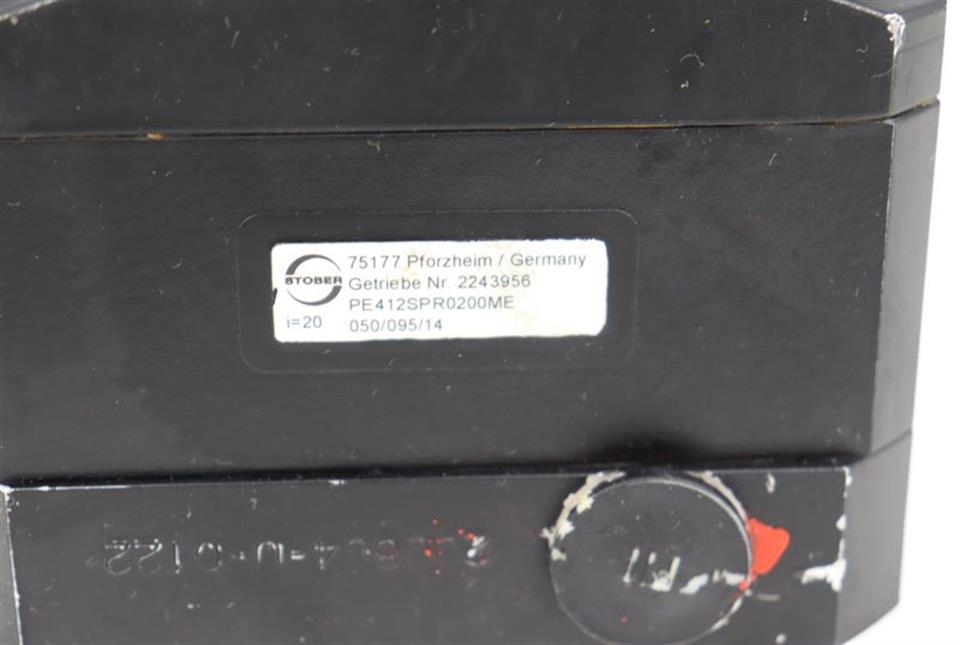 75177 Pforzheim / Germany
STOBER
Getriebe Nr. 2243956
PE412SPR0200ME
i=20 050/095/14